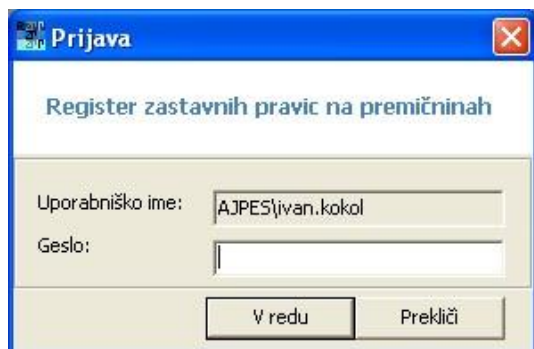 Prijava
Register zastavnih pravic na premičninah
Uporabniško ime: AJPES\ivan.kokol
Geslo:
V redu Prekliči